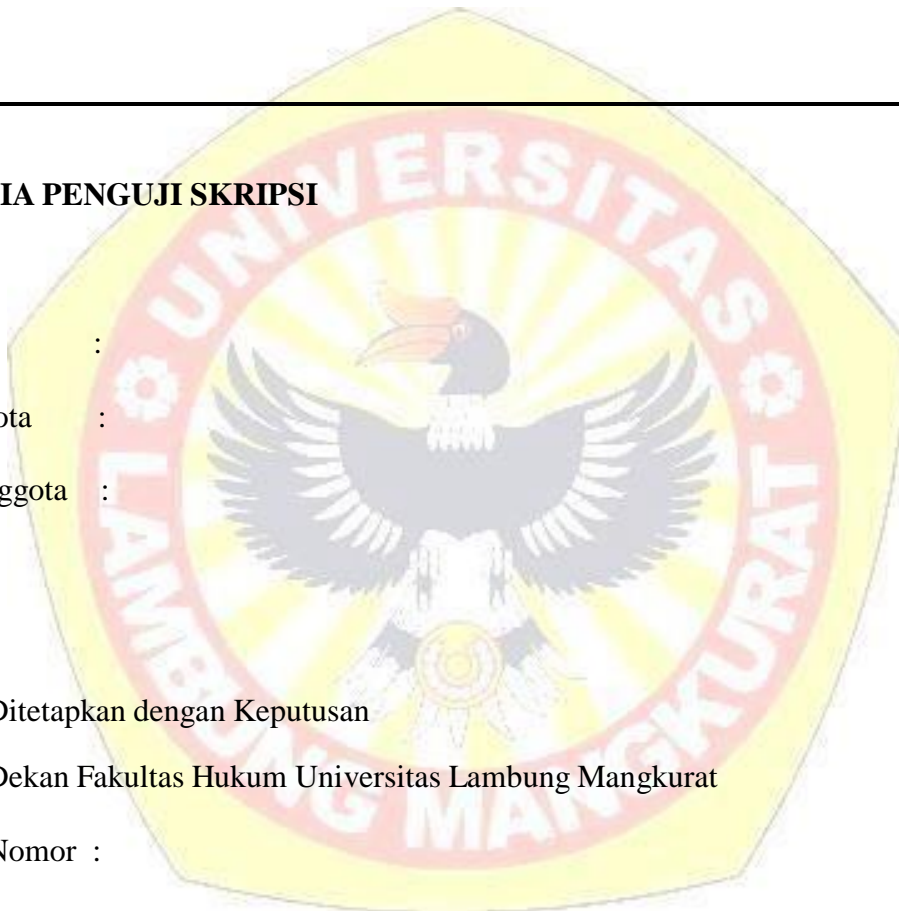 IA PENGUJI SKRIPSI
:
ota :
ggota :
Ditetapkan dengan Keputusan
Dekan Fakultas Hukum Universitas Lambung Mangkurat
Nomor :
UNIVERSITAS
LAMBUNG MANGKURAT